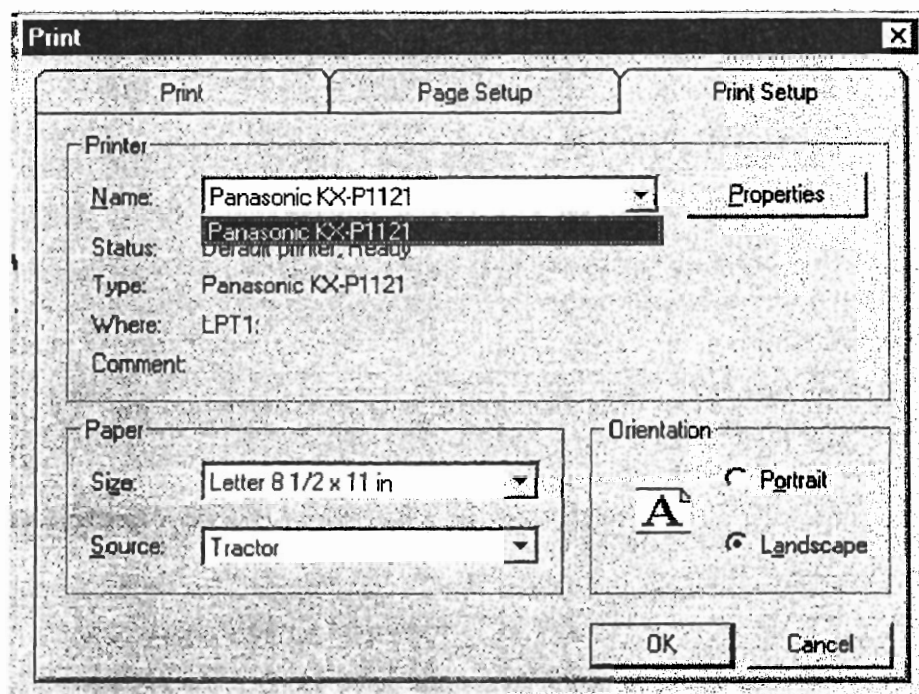 Print
Print Page Setup Print Setup
Printer
Name: Panasonic KX-P1121 Properties
Panasonic KX-P1121
Status: Default printer, Ready
Type: Panasonic KX-P1121
Where: LPT1:
Comment:
Paper
Size: Letter 8 1/2 x 11 in
Source: Tractor
Orientation
A
Portrait
Landscape
OK Cancel